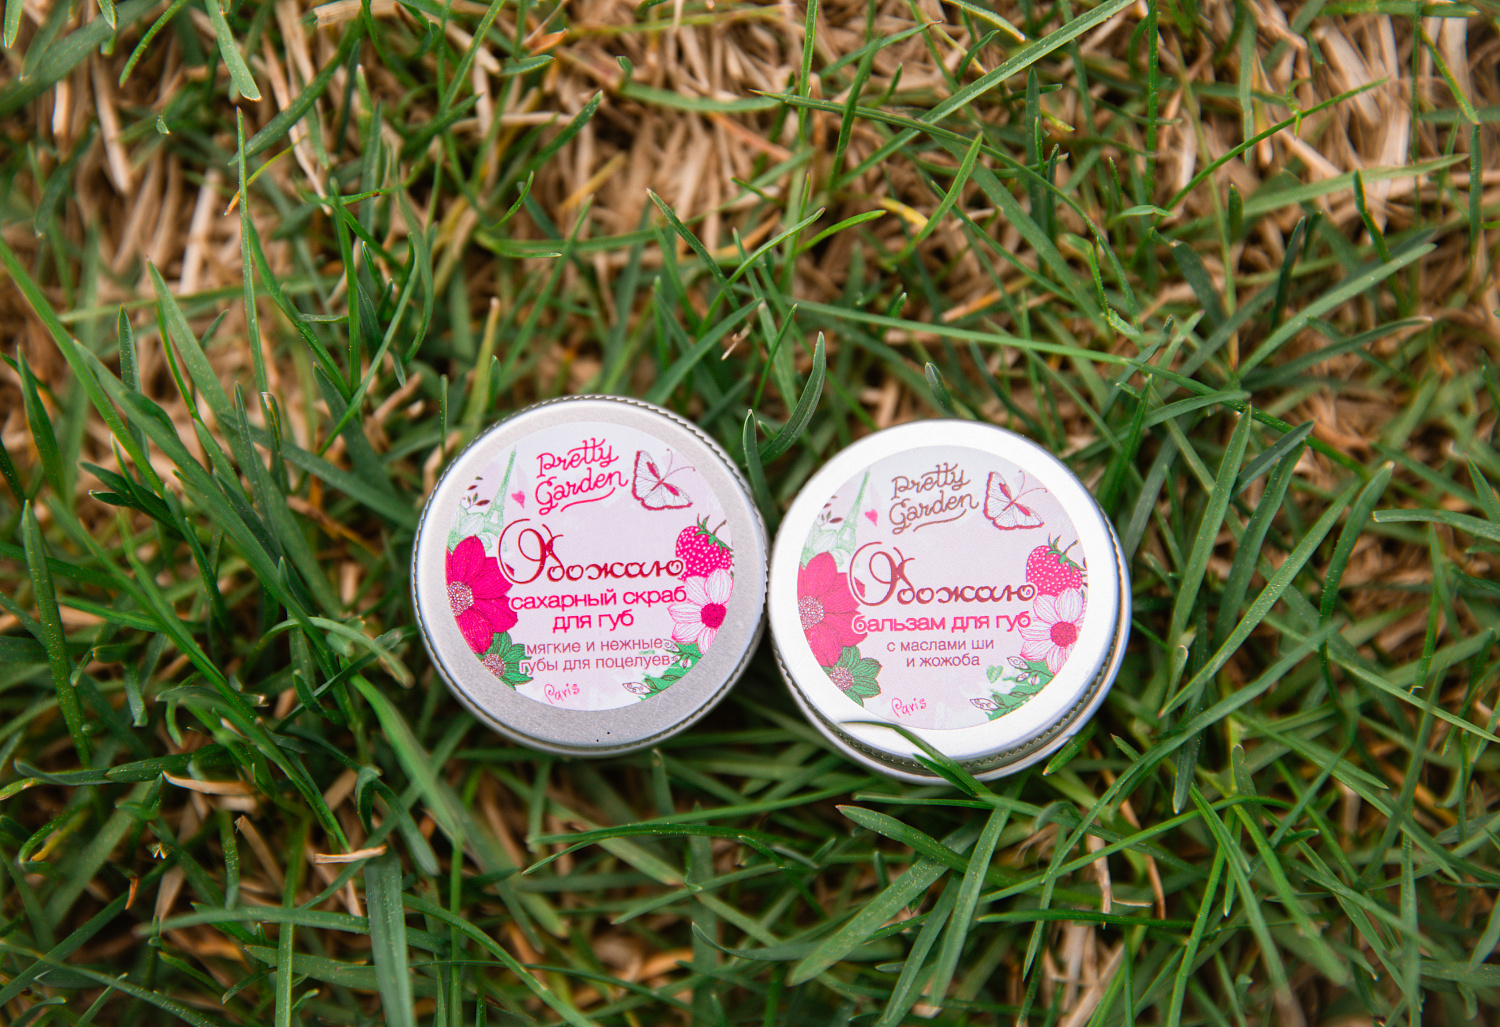 Pretty
Garden
Обожаю
сахарный скраб
для губ
мягкие и нежные
губы для поцелуев
Paris
Pretty
Garden
Обожаю
бальзам для губ
с маслами ши
и жожоба
Paris